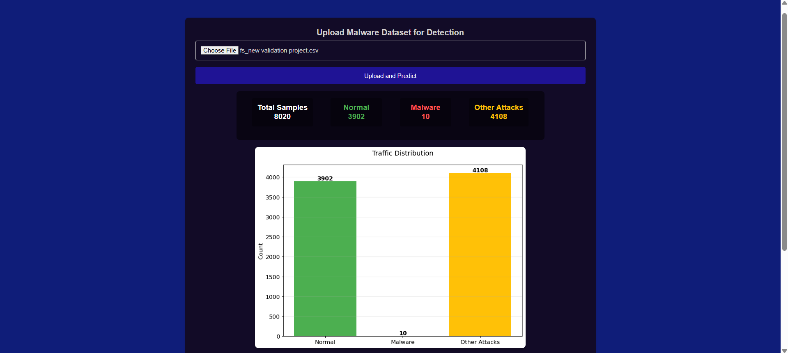 Upload Malware Dataset for Detection
Choose File fs_new validation project.csv
Upload and Predict
Total Samples Normal Malware Other Attacks
8020 3902 10 4108
Traffic Distribution
4108
3902
4000
3500
3000
2500
2000
1500
1000
500
10
0
Count
Normal Malware Other Attacks